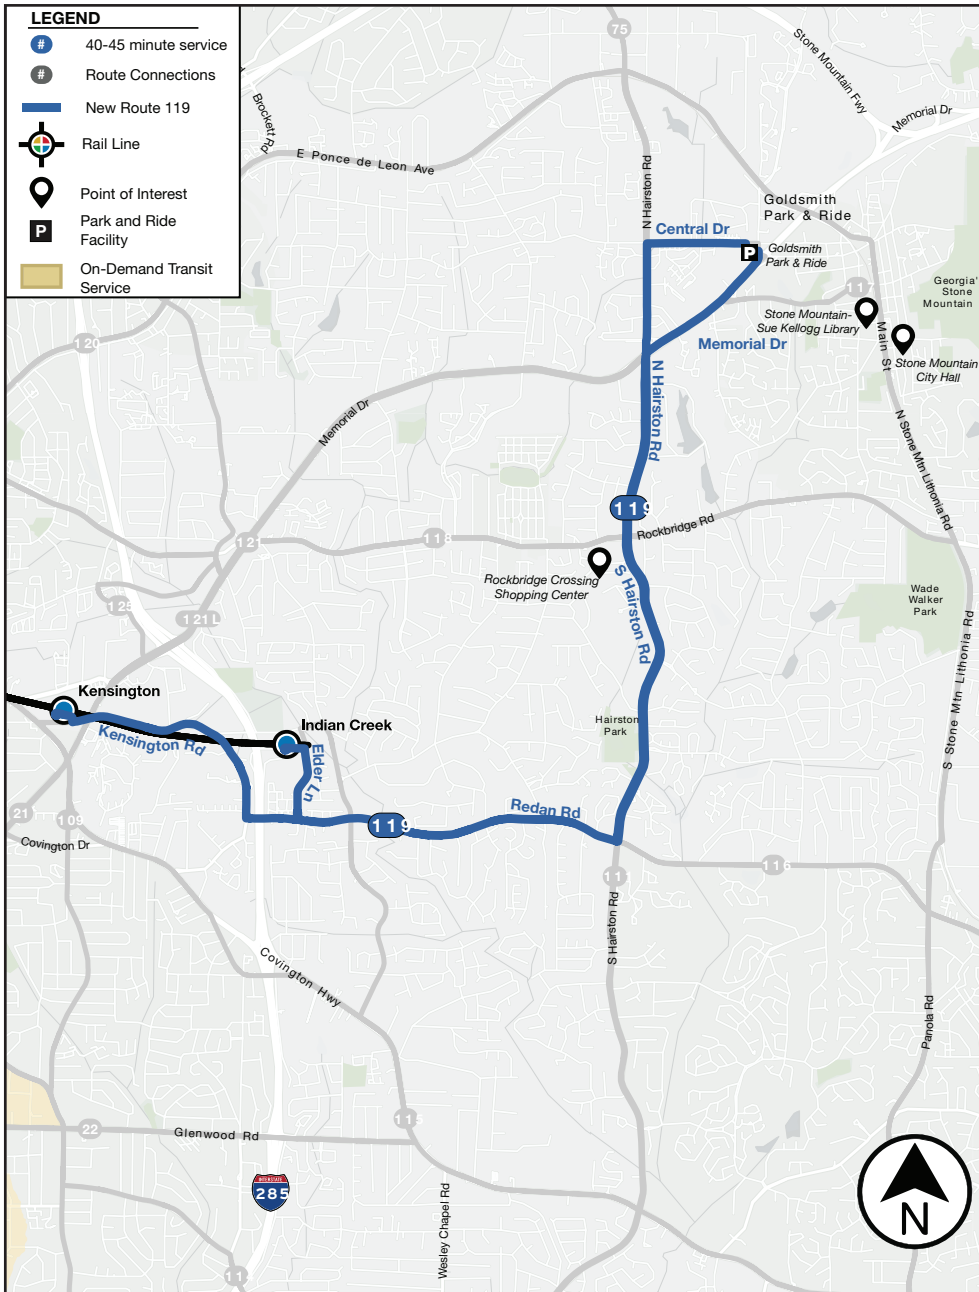 LEGEND
# 40-45 minute service
# Route Connections
New Route 119
Rail Line
Point of Interest
P Park and Ride
Facility
On-Demand Transit
Service
75
Stone Mountain Fwy
Memorial Dr
Brockett Rd
E Ponce de Leon Ave
N Hairston Rd
Goldsmith
Park & Ride
Central Dr
P
Goldsmith
Park & Ride
117
Georgia's
Stone
Mountain
Stone Mountain-
Sue Kellogg Library
Main St
Memorial Dr
Stone Mountain
City Hall
120
N Hairston Rd
Memorial Dr
N Stone Mtn Lithonia Rd
119
Rockbridge Rd
121
118
Rockbridge Crossing
Shopping Center
S Hairston Rd
Wade
Walker
Park
125
121L
S Stone Mtn Lithonia Rd
Kensington
Indian Creek
Hairston
Park
Kensington Rd
Elder Ln
Redan Rd
21
109
119
Covington Dr
116
111
S Hairston Rd
Covington Hwy
Panola Rd
115
22
Glenwood Rd
INTERSTATE
285
Wesley Chapel Rd
N